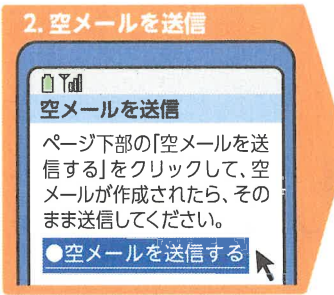 2. 空メールを送信
空メールを送信
ページ下部の「空メールを送
信する」をクリックして、空
メールが作成されたら、その
まま送信してください。
●空メールを送信する